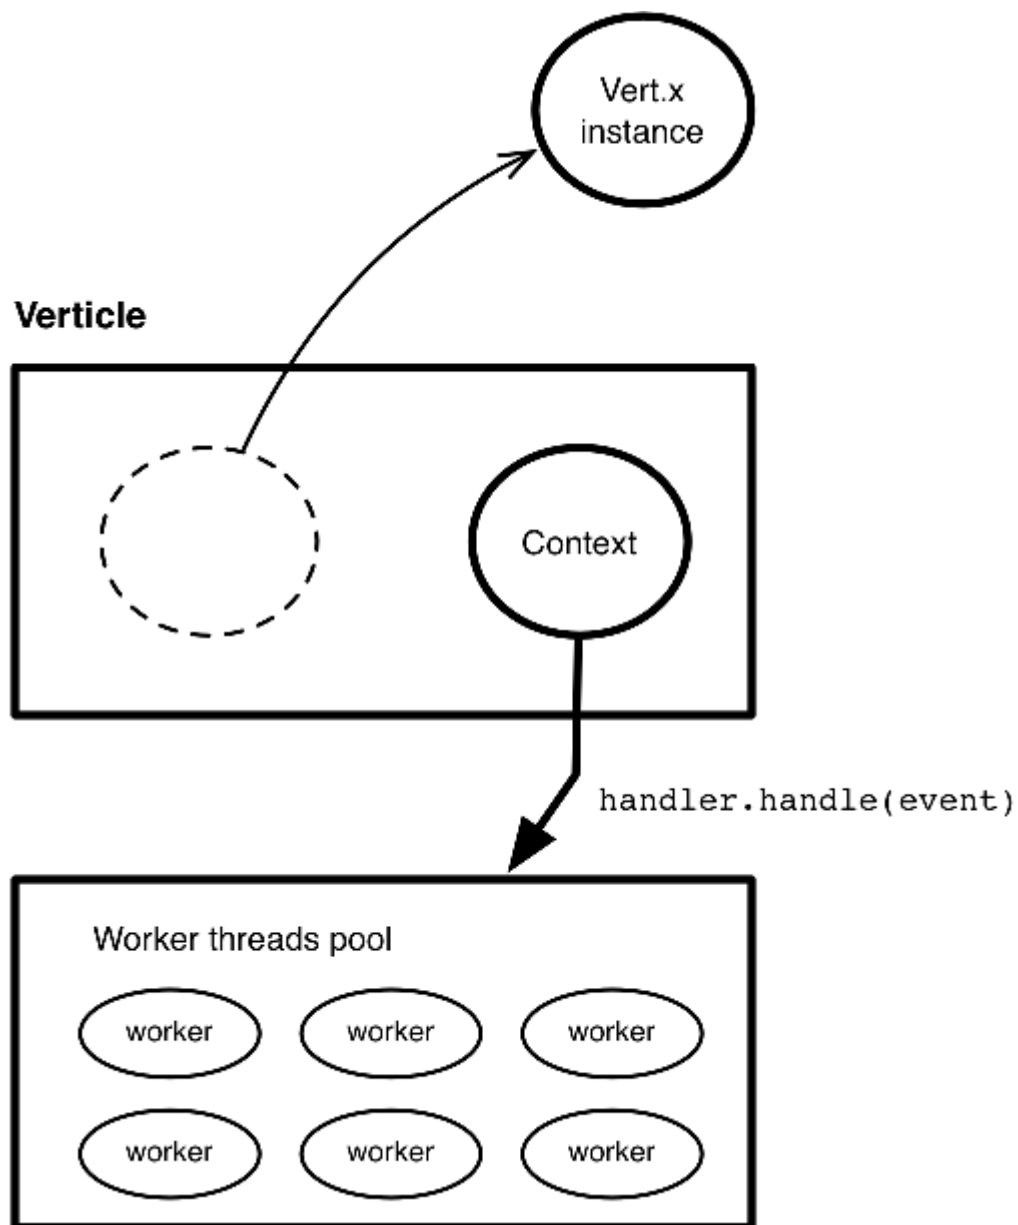 Vert.x
instance
Verticle
Context
handler.handle(event)
Worker threads pool
worker worker worker
worker worker worker